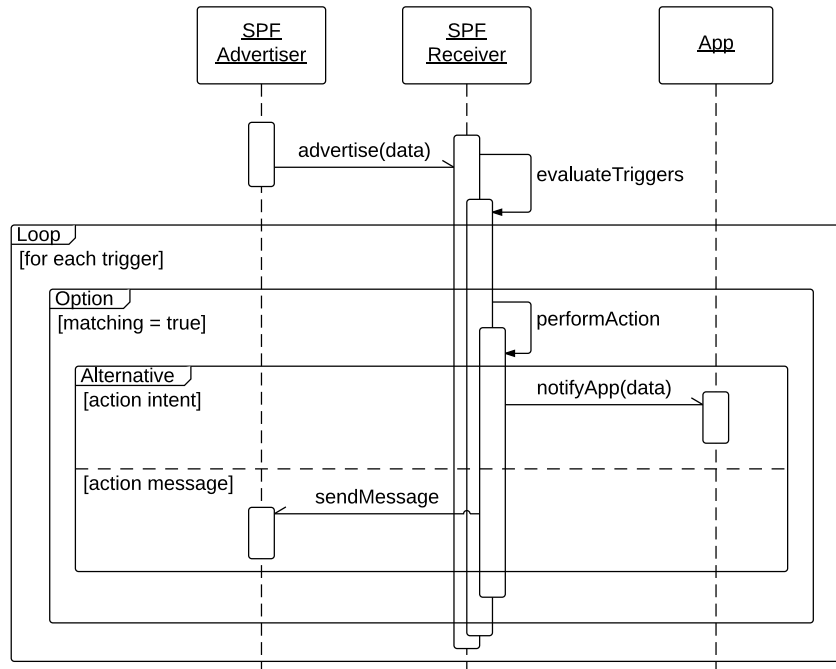 SPF
Advertiser
SPF
Receiver
App
advertise(data)
evaluateTriggers
Loop
[for each trigger]
Option
[matching = true]
performAction
Alternative
[action intent]
notifyApp(data)
[action message]
sendMessage